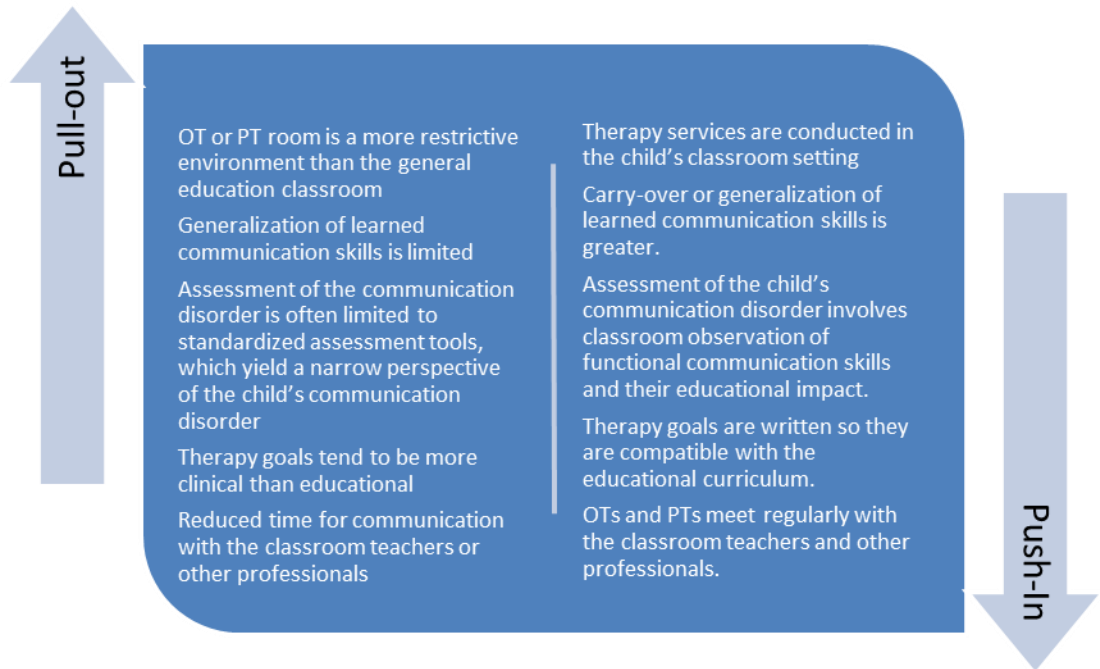 Pull-out
OT or PT room is a more restrictive
environment than the general
education classroom
Generalization of learned
communication skills is limited
Assessment of the communication
disorder is often limited to
standardized assessment tools,
which yield a narrow perspective
of the child's communication
disorder
Therapy goals tend to be more
clinical than educational
Reduced time for communication
with the classroom teachers or
other professionals
Therapy services are conducted in
the child's classroom setting
Carry-over or generalization of
learned communication skills is
greater.
Assessment of the child's
communication disorder involves
classroom observation of
functional communication skills
and their educational impact.
Therapy goals are written so they
are compatible with the
educational curriculum.
OTs and PTs meet regularly with
the classroom teachers and other
professionals.
Push-In